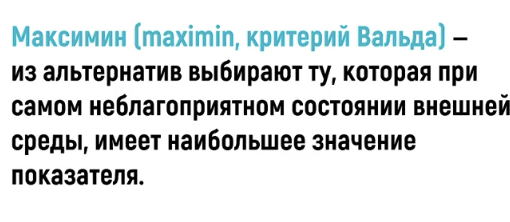 Максимин (maximin, критерий Вальда) –
из альтернатив выбирают ту, которая при
самом неблагоприятном состоянии внешней
среды, имеет наибольшее значение
показателя.